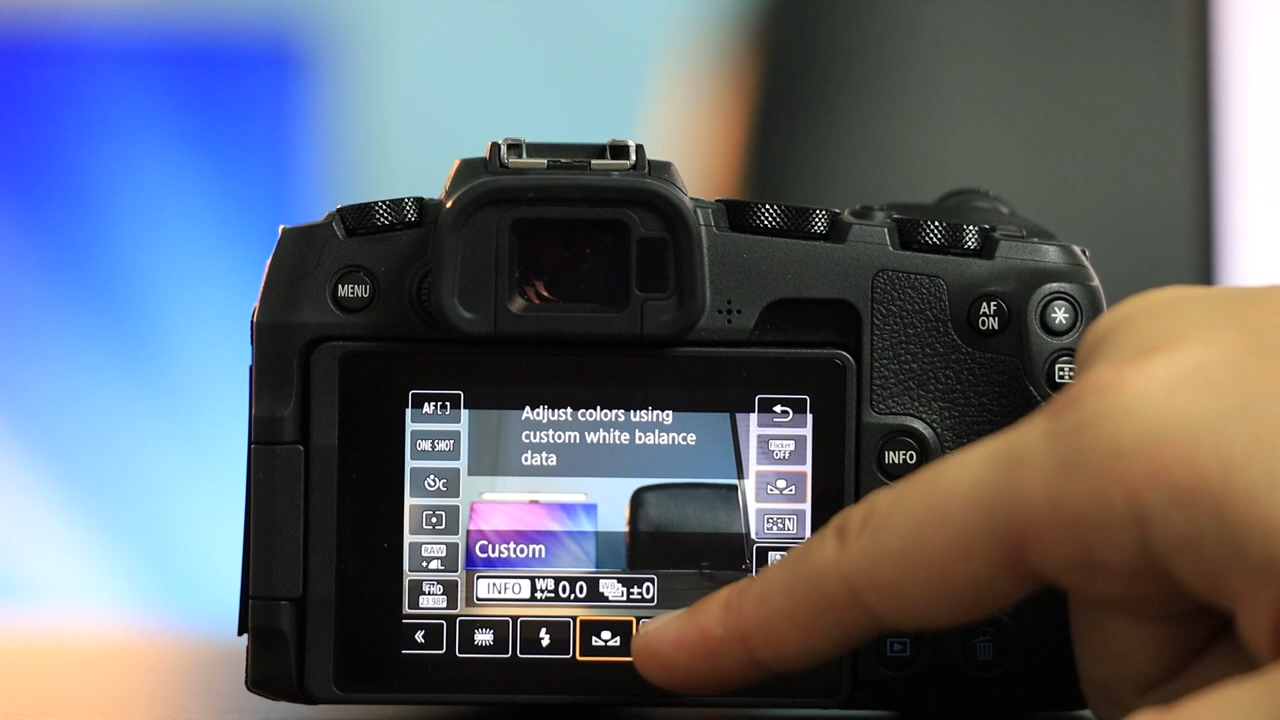 MENU
AF
ON
INFO
AF[ ]
ONE SHOT
C
RAW
+L
FHD
23.98P
Adjust colors using
custom white balance
data
Custom
INFO WB +/- 0,0 WB ±0
Flicker
OFF
N